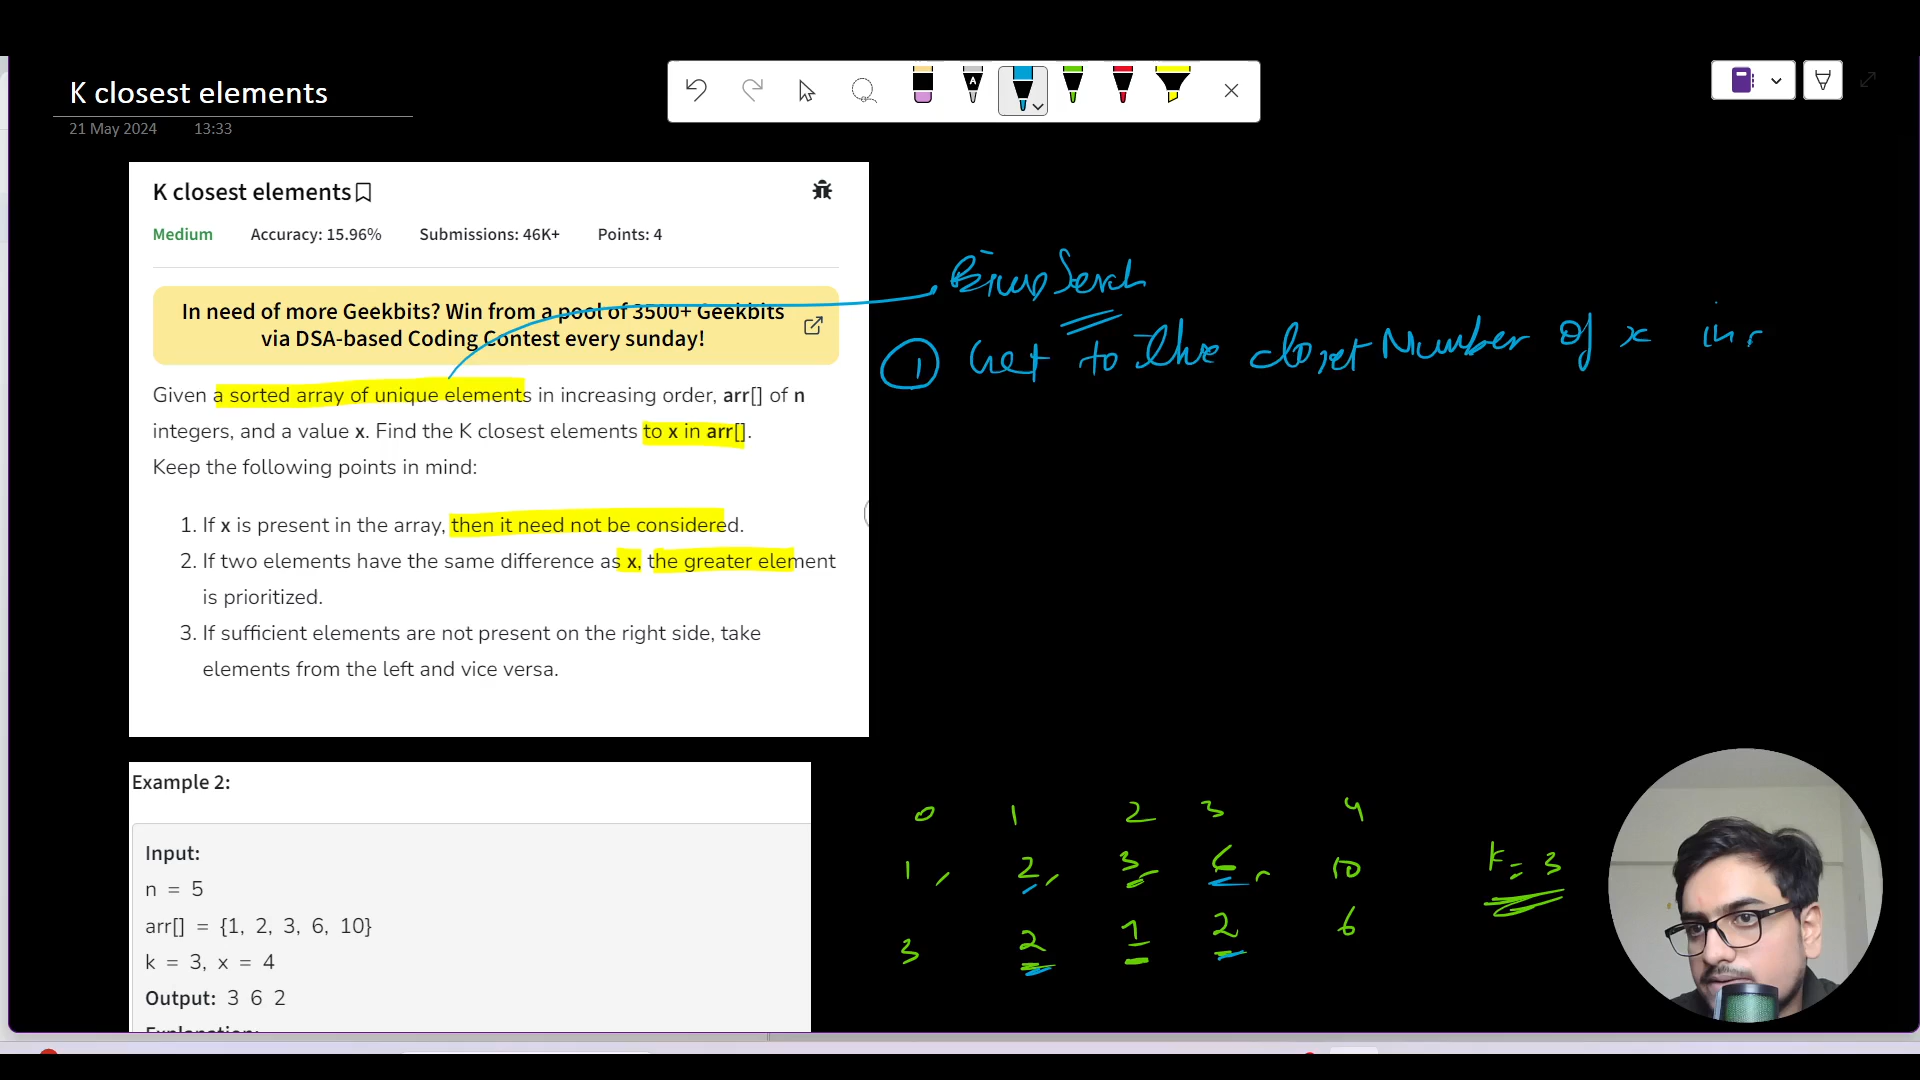 K closest elements
21 May 2024 13:33
K closest elements
Medium Accuracy: 15.96% Submissions: 46K+ Points: 4
In need of more Geekbits? Win from a pool of 3500+ Geekbits
via DSA-based Coding Contest every sunday!
Given a sorted array of unique elements in increasing order, arr[] of n
integers, and a value x. Find the K closest elements to x in arr[].
Keep the following points in mind:
1. If x is present in the array, then it need not be considered.
2. If two elements have the same difference as x, the greater element
is prioritized.
3. If sufficient elements are not present on the right side, take
elements from the left and vice versa.
① Get to the closet Number of x in
Example 2:
Input:
n = 5
arr[] = {1, 2, 3, 6, 10}
k = 3, x = 4
Output: 3 6 2
Explanation:
0 1 2 3 4
1, 2, 3, 6, 10
3 2 1 2 6
K = 3
A